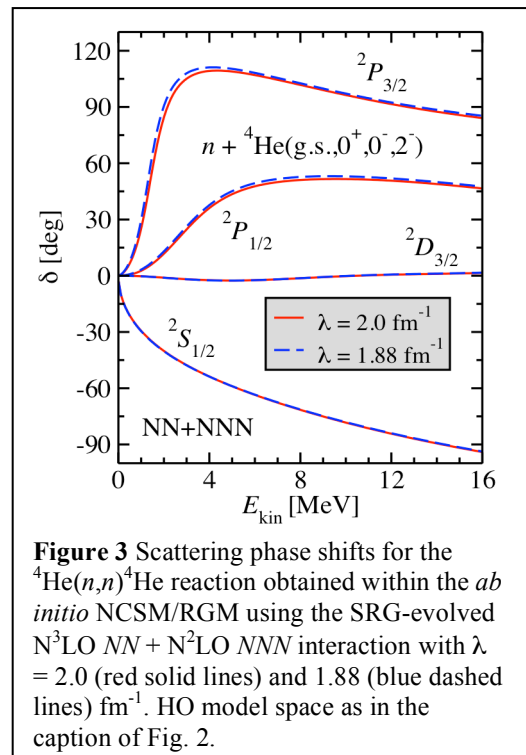 120
²P₃/₂
90
n + ⁴He(g.s.,0⁺,0⁻,2⁻)
60
30
²P₁/₂
²D₃/₂
δ [deg]
0
-30
²S₁/₂
λ = 2.0 fm⁻¹
λ = 1.88 fm⁻¹
-60
NN+NNN
-90
0 4 8 12 16
Eₖᵢₙ [MeV]
Figure 3 Scattering phase shifts for the
⁴He(n,n)⁴He reaction obtained within the ab
initio NCSM/RGM using the SRG-evolved
N³LO NN + N²LO NNN interaction with λ
= 2.0 (red solid lines) and 1.88 (blue dashed
lines) fm⁻¹. HO model space as in the
caption of Fig. 2.